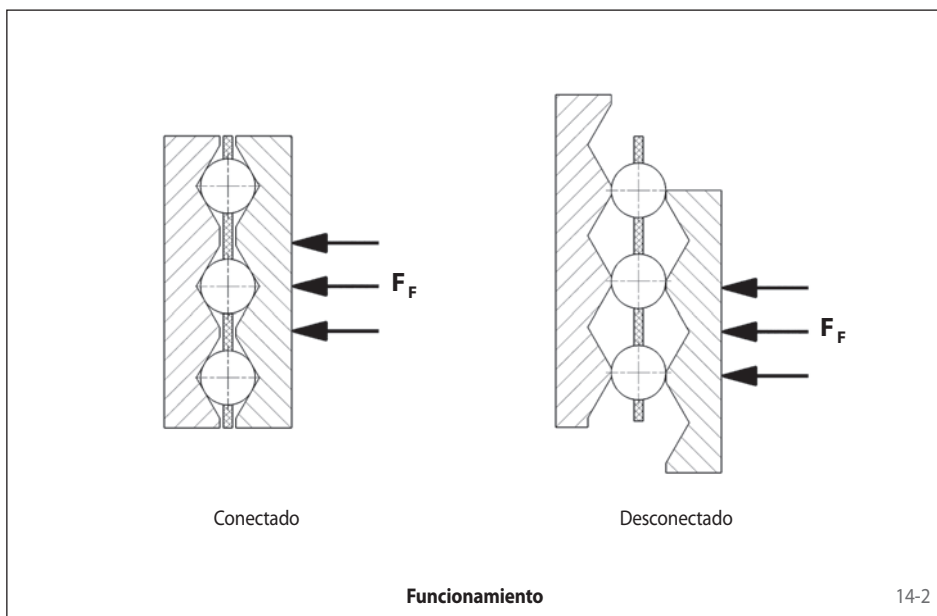 F_F
F_F
Conectado
Desconectado
Funcionamiento
14-2